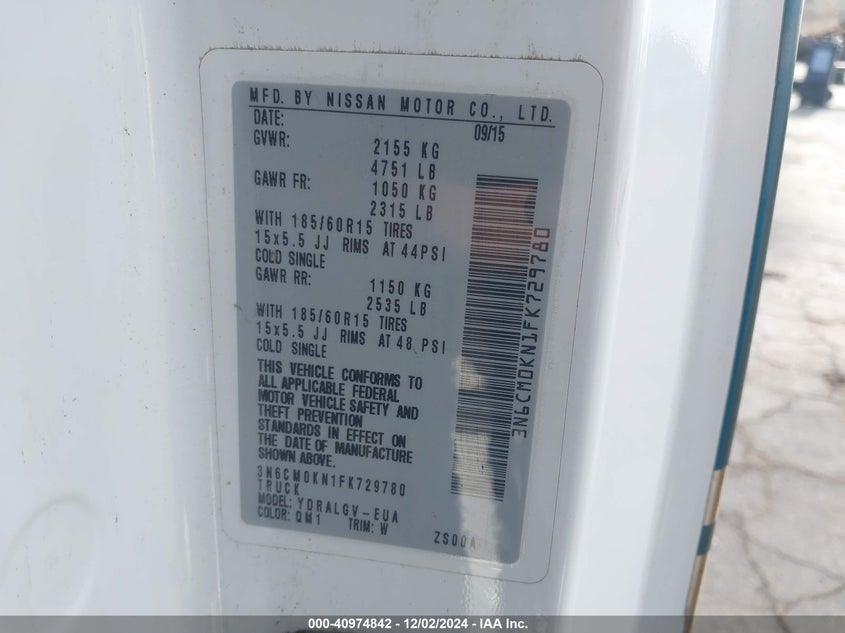 MFD. BY NISSAN MOTOR CO., LTD.
DATE: 09/15
GVWR: 2155 KG
4751 LB
GAWR FR: 1050 KG
2315 LB
WITH 185/60R15 TIRES
15x5.5 JJ RIMS AT 44PSI
COLD SINGLE
GAWR RR: 1150 KG
2535 LB
WITH 185/60R15 TIRES
15x5.5 JJ RIMS AT 48 PSI
COLD SINGLE
THIS VEHICLE CONFORMS TO
ALL APPLICABLE FEDERAL
MOTOR VEHICLE SAFETY AND
THEFT PREVENTION
STANDARDS IN EFFECT ON
THE DATE OF MANUFACTURE
SHOWN ABOVE.
3N6CM0KN1FK729780
TRUCK
MODEL: YDRALGV-EUA
COLOR: QM1 TRIM: W
ZS00A
3N6CM0KN1FK729780
000-40974842 - 12/02/2024 - IAA Inc.